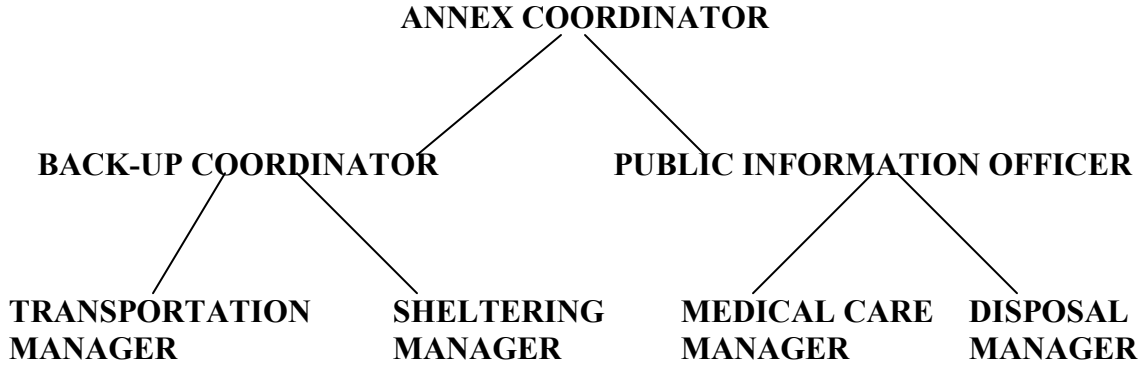 ANNEX COORDINATOR
BACK-UP COORDINATOR
PUBLIC INFORMATION OFFICER
TRANSPORTATION
MANAGER
SHELTERING
MANAGER
MEDICAL CARE
MANAGER
DISPOSAL
MANAGER